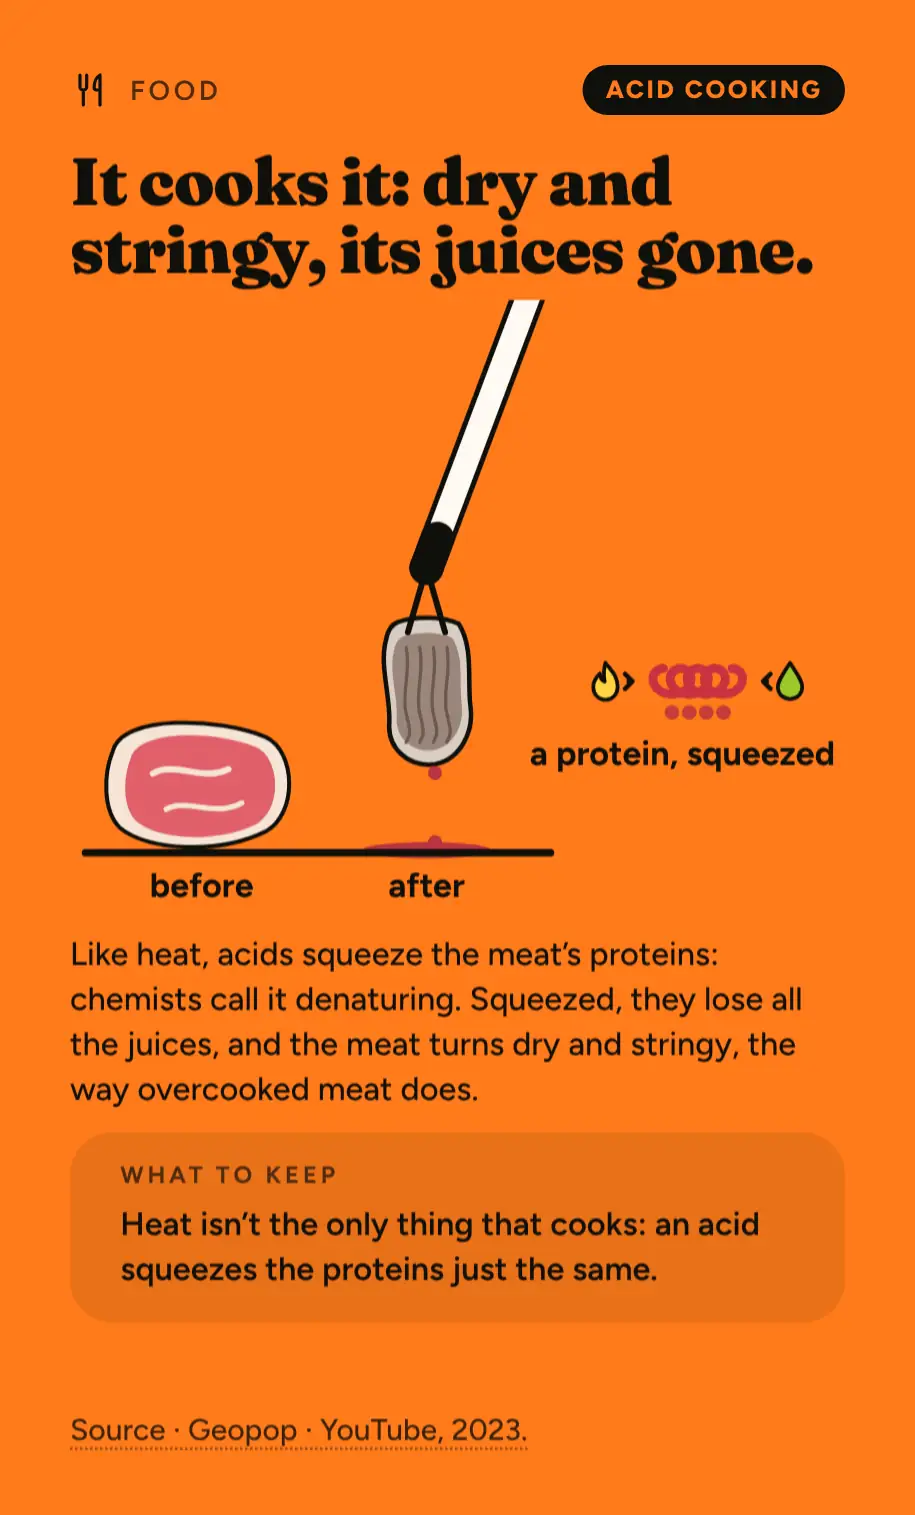 FOOD
ACID COOKING
It cooks it: dry and
stringy, its juices gone.
a protein, squeezed
before
after
Like heat, acids squeeze the meat’s proteins:
chemists call it denaturing. Squeezed, they lose all
the juices, and the meat turns dry and stringy, the
way overcooked meat does.
WHAT TO KEEP
Heat isn’t the only thing that cooks: an acid
squeezes the proteins just the same.
Source · Geopop · YouTube, 2023.